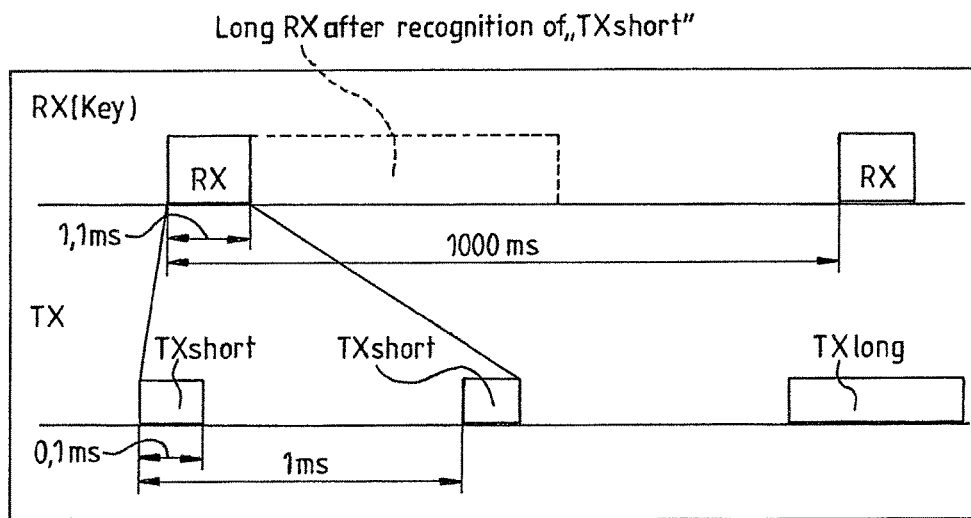 Long RX after recognition of „TXshort"
RX(Key)
RX
RX
1,1ms
1000 ms
TX
TXshort
TXshort
TXlong
0,1ms
1ms